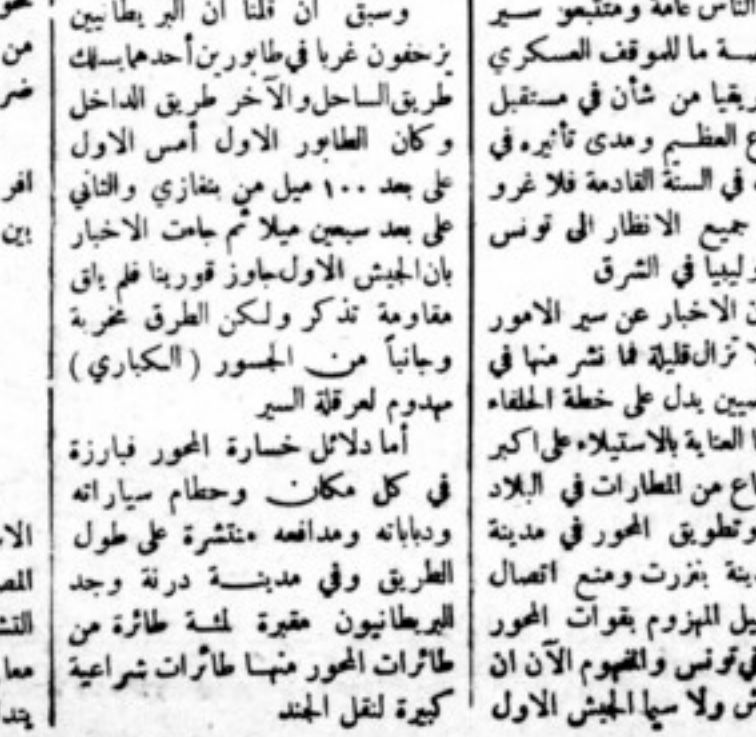 الناس عامة ومتتبعو سير
ما للموقف العسكري
من شأن في مستقبل
العظيم ومدى تأثيره في
في السنة القادمة فلا غرو
جميع الانظار الى تونس
ليبيا في الشرق
الاخبار عن سير الامور
تزال قليلة فما نشر منها في
يدل على خطة الحلفاء
العناية بالاستيلاء على اكبر
من المطارات في البلاد
وتطويق المحور في مدينة
بنزرت ومنع اتصال
المهزوم بقوات المحور
تونس والمفهوم الآن ان
ولا سيما الجيش الاول
وسبق ان قلنا ان البريطانيين
يزحفون غربا في طابورين أحدهما يسلك
طريق الساحل والآخر طريق الداخل
وكان الطابور الاول أمس الاول
على بعد ١٠٠ ميل من بنغازي والثاني
على بعد سبعين ميلا ثم جاءت الاخبار
بان الجيش الاول جاوز قورينا فلم يلق
مقاومة تذكر ولكن الطرق مخربة
وجانباً من الجسور (الكباري)
مهدوم لعرقلة السير
أما دلائل خسارة المحور فبارزة
في كل مكان وحطام سياراته
ودباباته ومدافعه منتشرة على طول
الطريق وفي مدينة درنة وجد
البريطانيون مقبرة لمئة طائرة من
طائرات المحور منها طائرات شراعية
كبيرة لنقل الجند
من